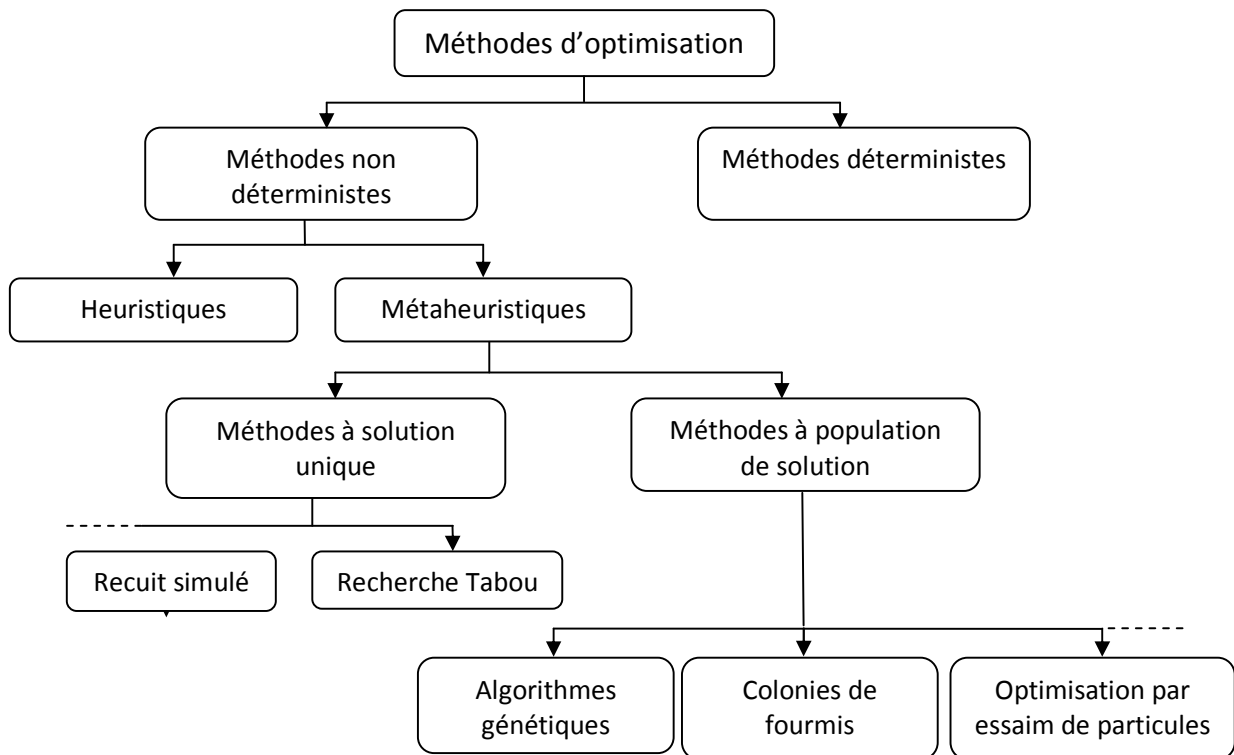 Méthodes d’optimisation
Méthodes non
déterministes
Méthodes déterministes
Heuristiques
Métaheuristiques
Méthodes à solution
unique
Méthodes à population
de solution
Recuit simulé
Recherche Tabou
Algorithmes
génétiques
Colonies de
fourmis
Optimisation par
essaim de particules